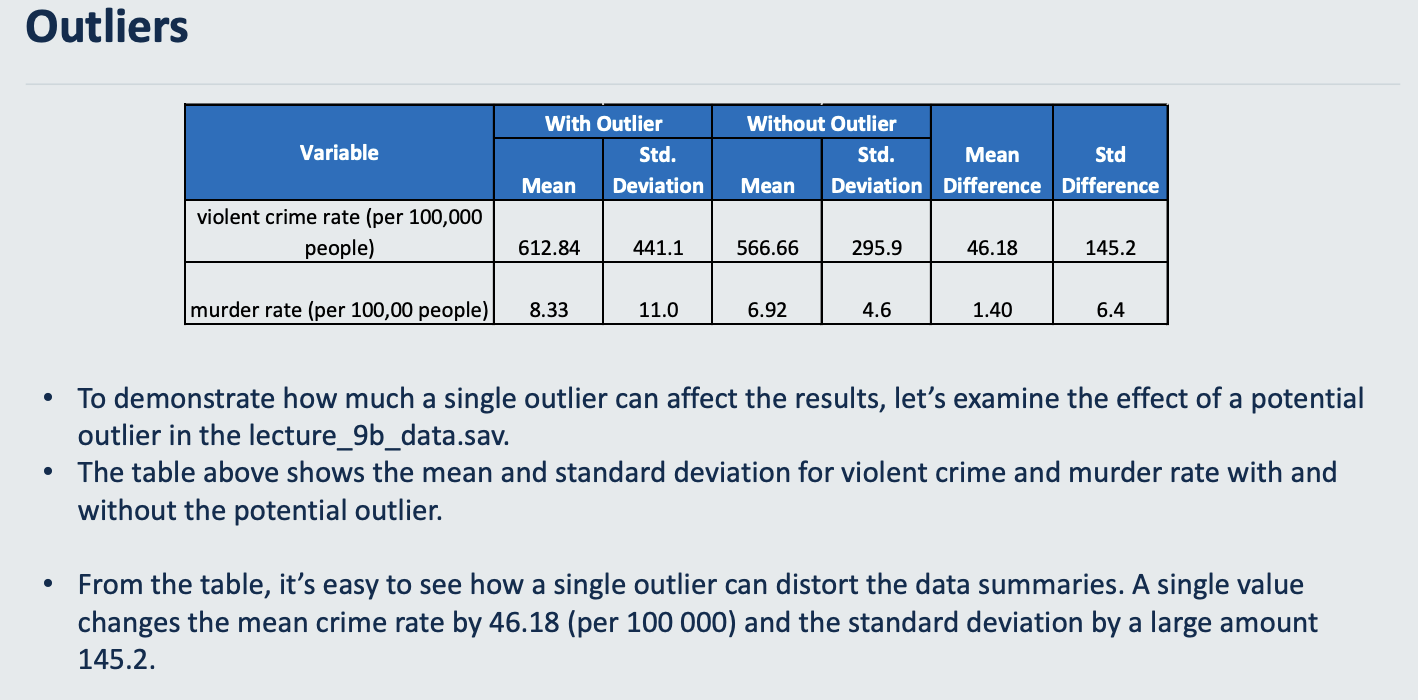 Outliers
With Outlier Without Outlier
Variable Std. Std. Mean Std
Mean Deviation Mean Deviation Difference Difference
violent crime rate (per 100,000
people) 612.84 441.1 566.66 295.9 46.18 145.2
murder rate (per 100,00 people) 8.33 11.0 6.92 4.6 1.40 6.4
• To demonstrate how much a single outlier can affect the results, let’s examine the effect of a potential
outlier in the lecture_9b_data.sav.
• The table above shows the mean and standard deviation for violent crime and murder rate with and
without the potential outlier.
• From the table, it’s easy to see how a single outlier can distort the data summaries. A single value
changes the mean crime rate by 46.18 (per 100 000) and the standard deviation by a large amount
145.2.